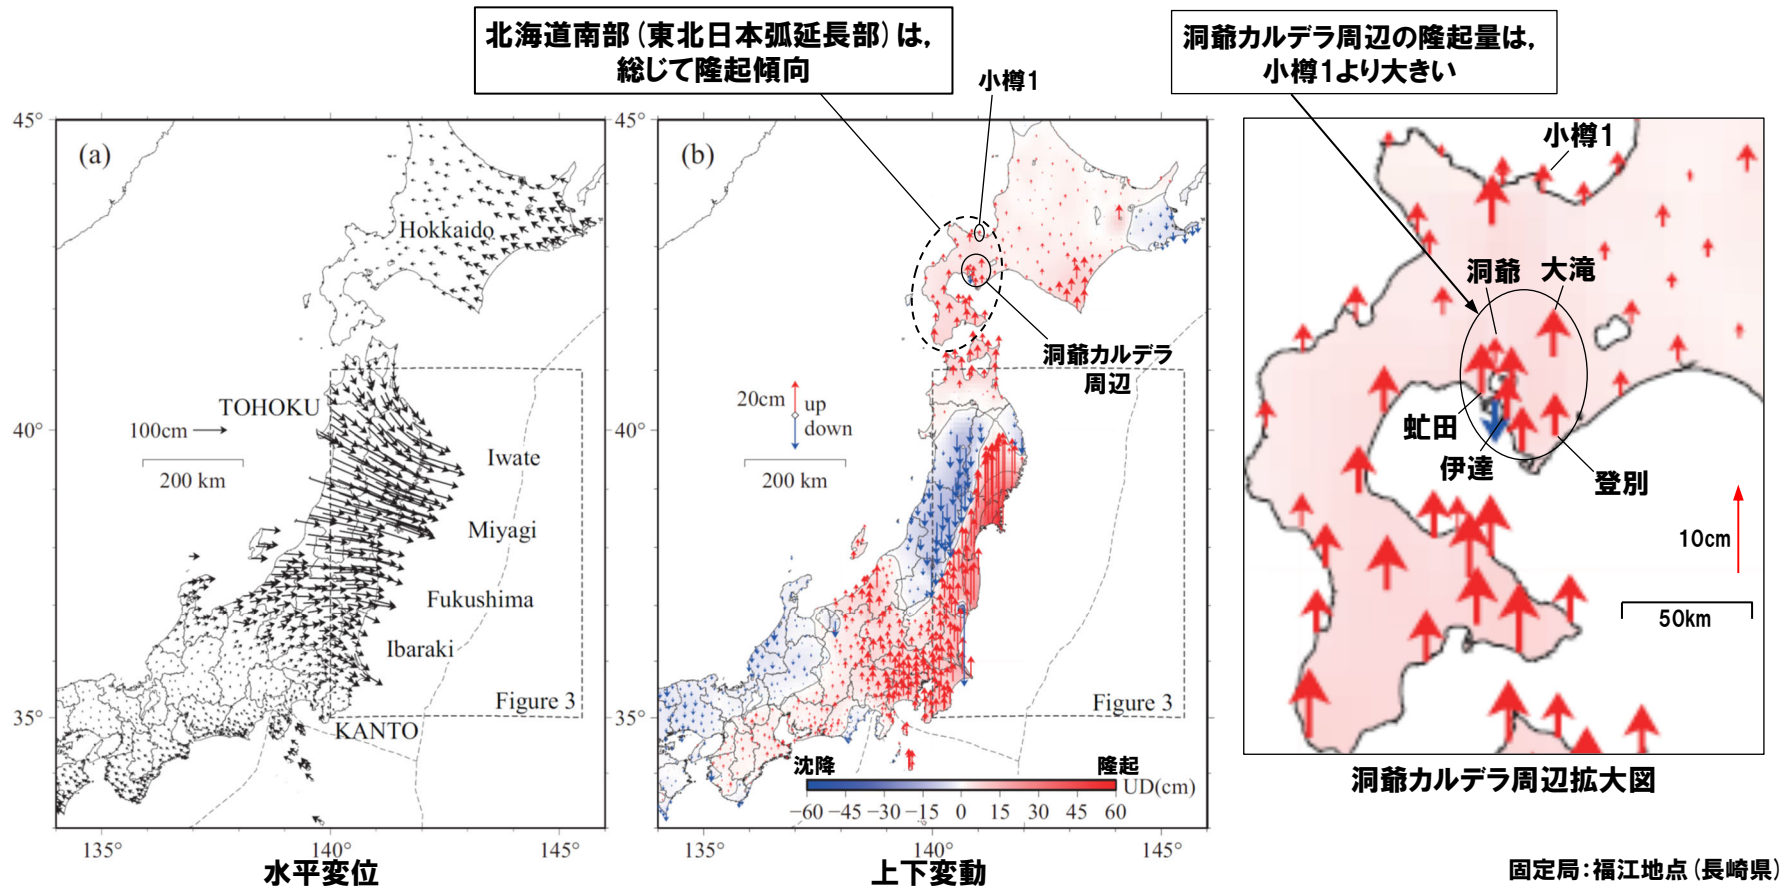 北海道南部(東北日本弧延長部)は,
総じて隆起傾向
洞爺カルデラ周辺の隆起量は,
小樽1より大きい
小樽1
45°
40°
35°
(a)
Hokkaido
TOHOKU
100cm
200 km
Iwate
Miyagi
Fukushima
Ibaraki
Figure 3
KANTO
135°
140°
145°
水平変位
45°
40°
35°
(b)
洞爺カルデラ
周辺
20cm
up
down
200 km
Figure 3
沈降
隆起
UD(cm)
−60 −45 −30 −15 0 15 30 45 60
135°
140°
145°
上下変動
小樽1
洞爺
大滝
虻田
伊達
登別
10cm
50km
洞爺カルデラ周辺拡大図
固定局:福江地点(長崎県)